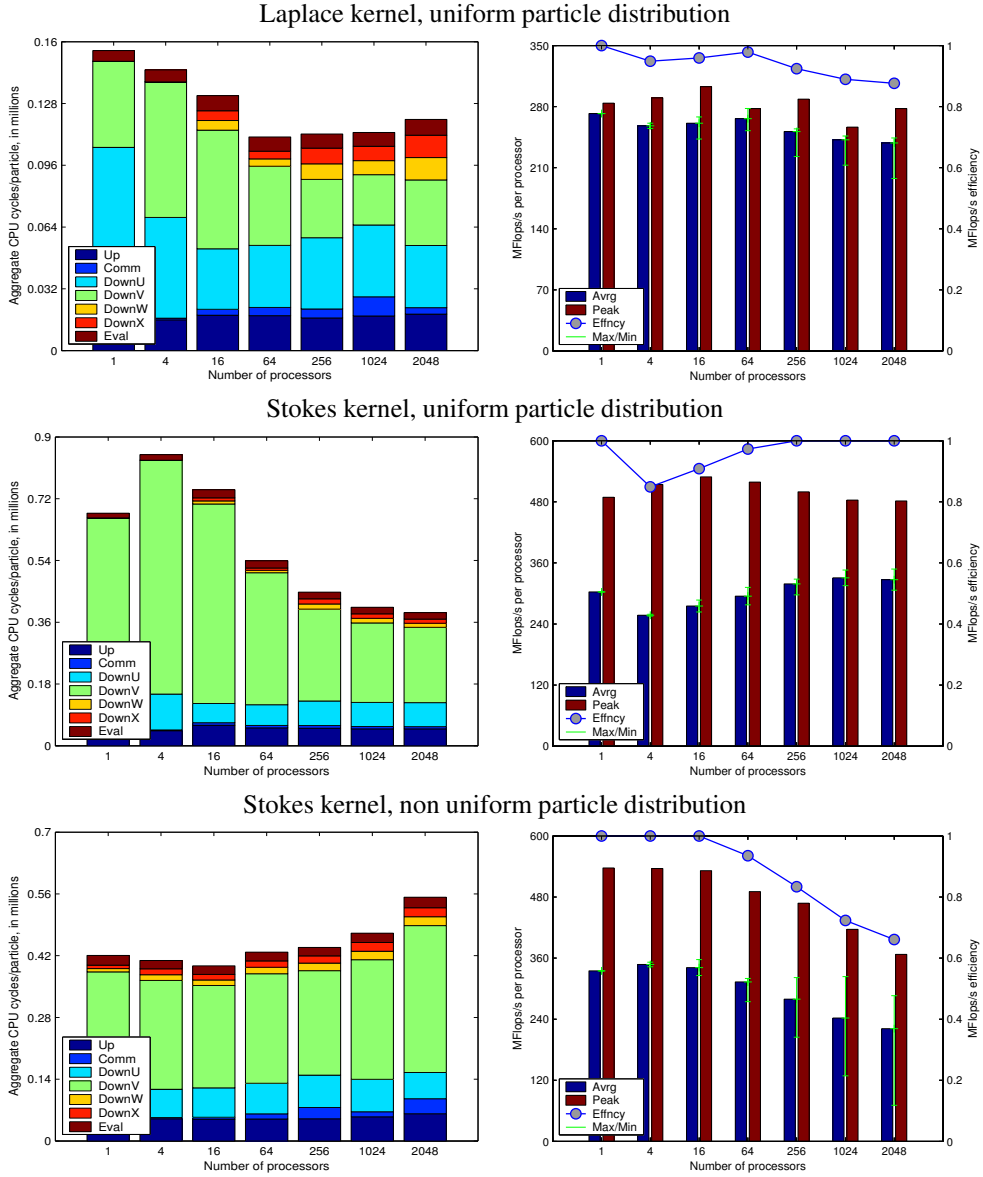 Laplace kernel, uniform particle distribution
Aggregate CPU cycles/particle, in millions
0.16
0.128
0.096
0.064
0.032
0
Up
Comm
DownU
DownV
DownW
DownX
Eval
1 4 16 64 256 1024 2048
Number of processors
MFlops/s per processor
350
280
210
140
70
0
Avrg
Peak
Effncy
Max/Min
1 4 16 64 256 1024 2048
Number of processors
1
0.8
0.6
0.4
0.2
0
MFlops/s efficiency
Stokes kernel, uniform particle distribution
Aggregate CPU cycles/particle, in millions
0.9
0.72
0.54
0.36
0.18
0
Up
Comm
DownU
DownV
DownW
DownX
Eval
1 4 16 64 256 1024 2048
Number of processors
MFlops/s per processor
600
480
360
240
120
0
Avrg
Peak
Effncy
Max/Min
1 4 16 64 256 1024 2048
Number of processors
1
0.8
0.6
0.4
0.2
0
MFlops/s efficiency
Stokes kernel, non uniform particle distribution
Aggregate CPU cycles/particle, in millions
0.7
0.56
0.42
0.28
0.14
0
Up
Comm
DownU
DownV
DownW
DownX
Eval
1 4 16 64 256 1024 2048
Number of processors
MFlops/s per processor
600
480
360
240
120
0
Avrg
Peak
Effncy
Max/Min
1 4 16 64 256 1024 2048
Number of processors
1
0.8
0.6
0.4
0.2
0
MFlops/s efficiency